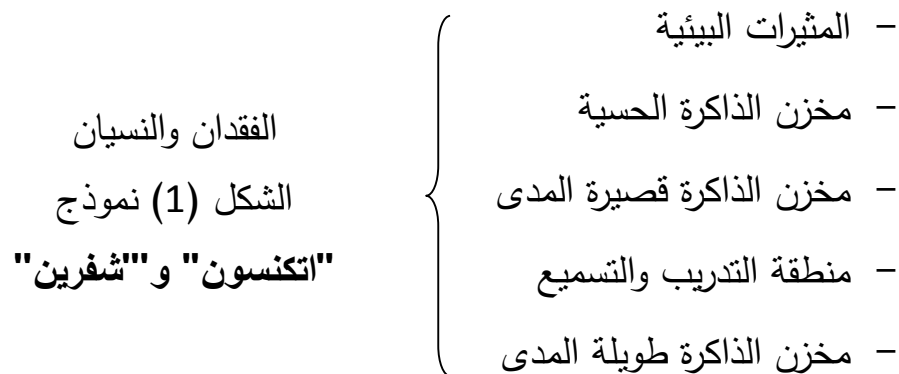 - المثيرات البيئية
- مخزن الذاكرة الحسية
- مخزن الذاكرة قصيرة المدى
- منطقة التدريب والتسميع
- مخزن الذاكرة طويلة المدى
الفقدان والنسيان
الشكل (1) نموذج
"اتكنسون" و"'شفرين"